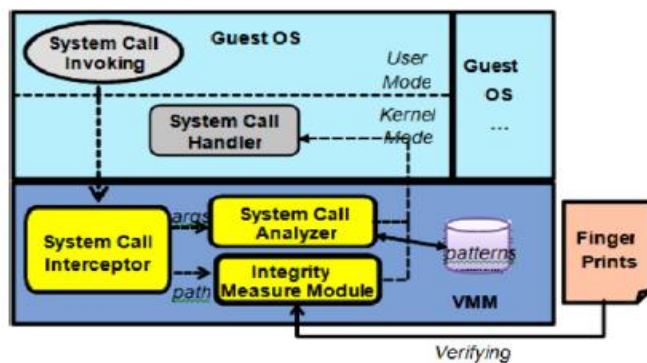 System Call
Invoking
Guest OS
User
Mode
Guest
OS
...
System Call
Handler
Kernel
Mode
System Call
Interceptor
args
System Call
Analyzer
path
Integrity
Measure Module
patterns
VMM
Finger
Prints
Verifying